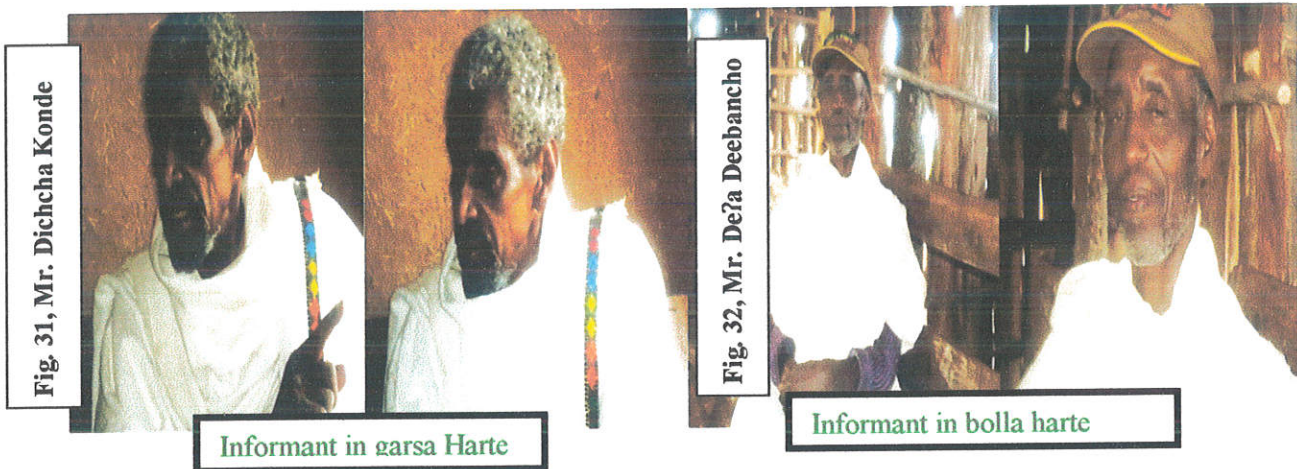 Fig. 31, Mr. Dichcha Konde
Informant in garsa Harte
Fig. 32, Mr. De?a Deebancho
Informant in bolla harte